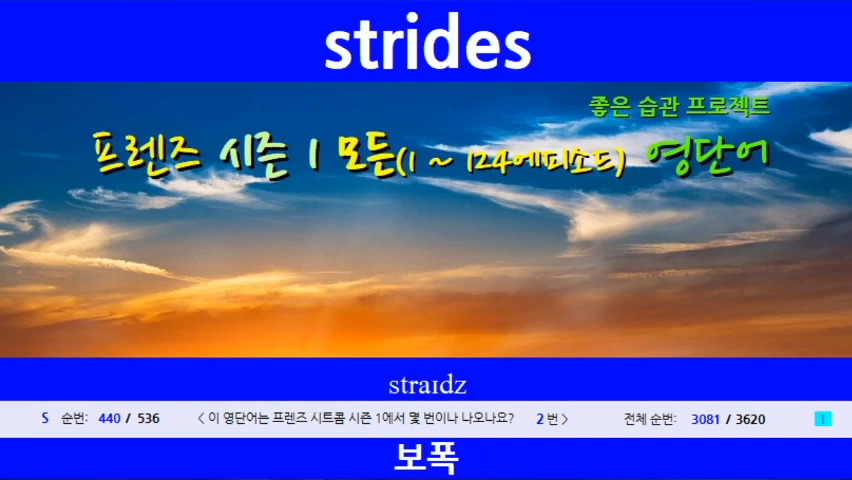 strides
좋은 습관 프로젝트
프렌즈 시즌 1 모든(1 ~ 124에피소드) 영단어
straɪdz
S 순번: 440 / 536 < 이 영단어는 프렌즈 시트콤 시즌 1에서 몇 번이나 나오나요? 2 번 > 전체 순번: 3081 / 3620 1
보폭